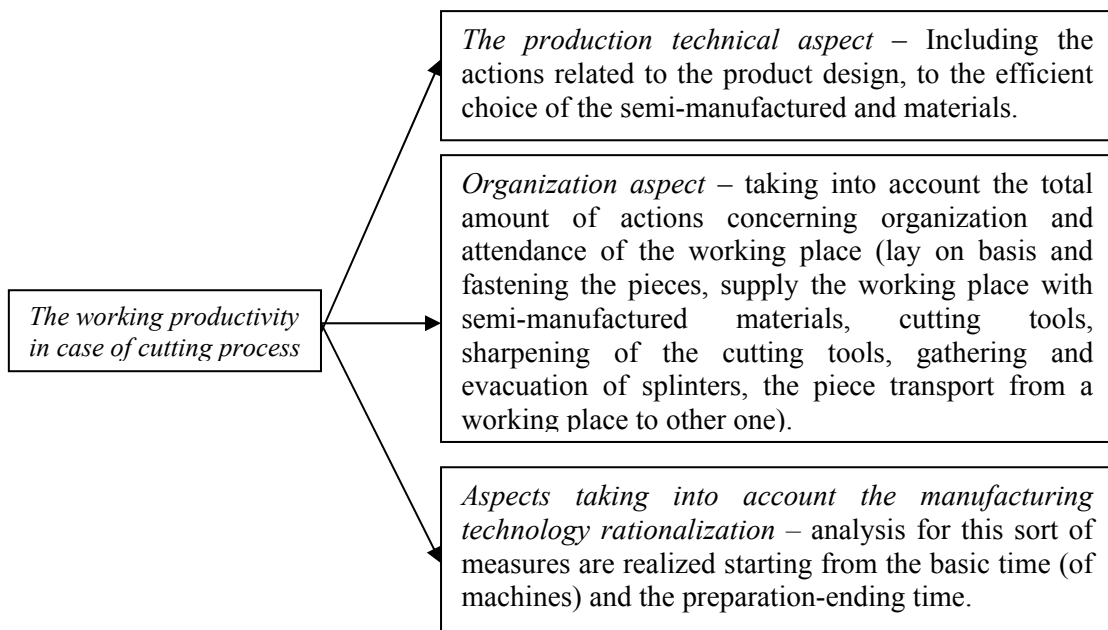 The production technical aspect – Including the
actions related to the product design, to the efficient
choice of the semi-manufactured and materials.
Organization aspect – taking into account the total
amount of actions concerning organization and
attendance of the working place (lay on basis and
fastening the pieces, supply the working place with
semi-manufactured materials, cutting tools,
sharpening of the cutting tools, gathering and
evacuation of splinters, the piece transport from a
working place to other one).
The working productivity
in case of cutting process
Aspects taking into account the manufacturing
technology rationalization – analysis for this sort of
measures are realized starting from the basic time (of
machines) and the preparation-ending time.